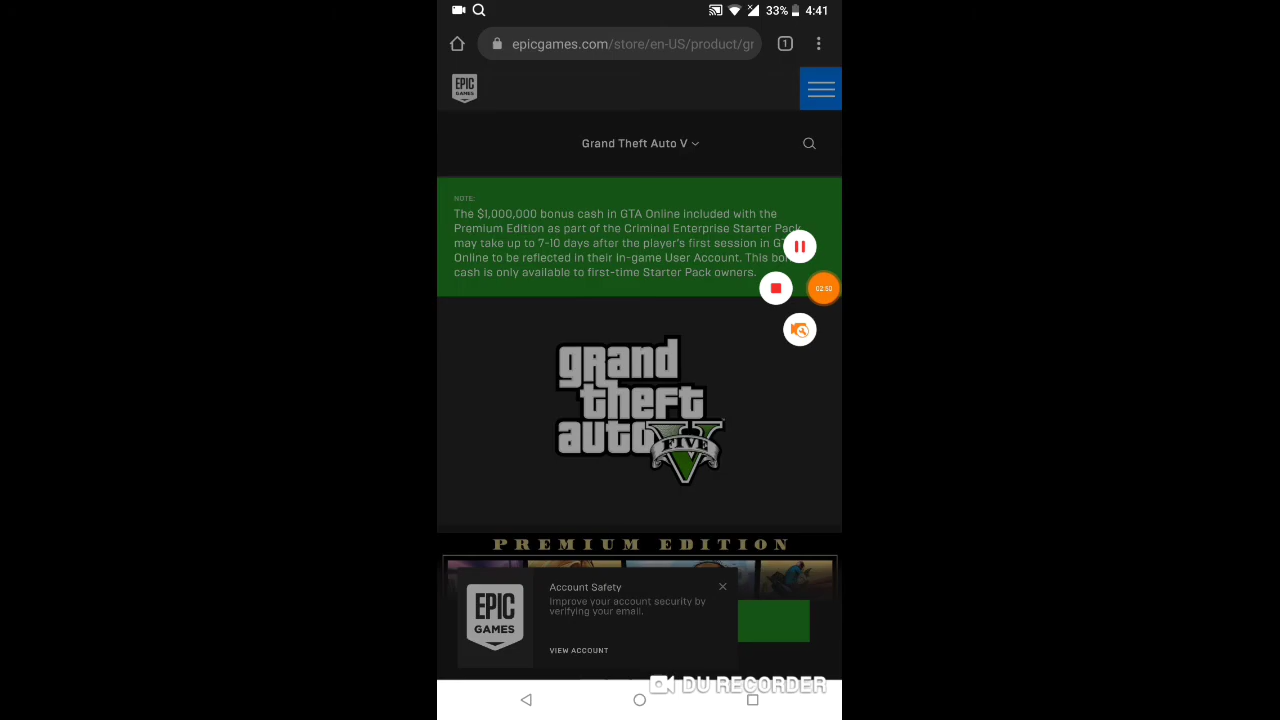 33% 4:41
epicgames.com/store/en-US/product/gr
1
EPIC
GAMES
Grand Theft Auto V
NOTE:
The $1,000,000 bonus cash in GTA Online included with the
Premium Edition as part of the Criminal Enterprise Starter Pack
may take up to 7-10 days after the player's first session in G
Online to be reflected in their in-game User Account. This bo
cash is only available to first-time Starter Pack owners.
02:50
grand
theft
auto V
FIVE
PREMIUM EDITION
Account Safety
Improve your account security by
verifying your email.
EPIC
GAMES
VIEW ACCOUNT
DU RECORDER